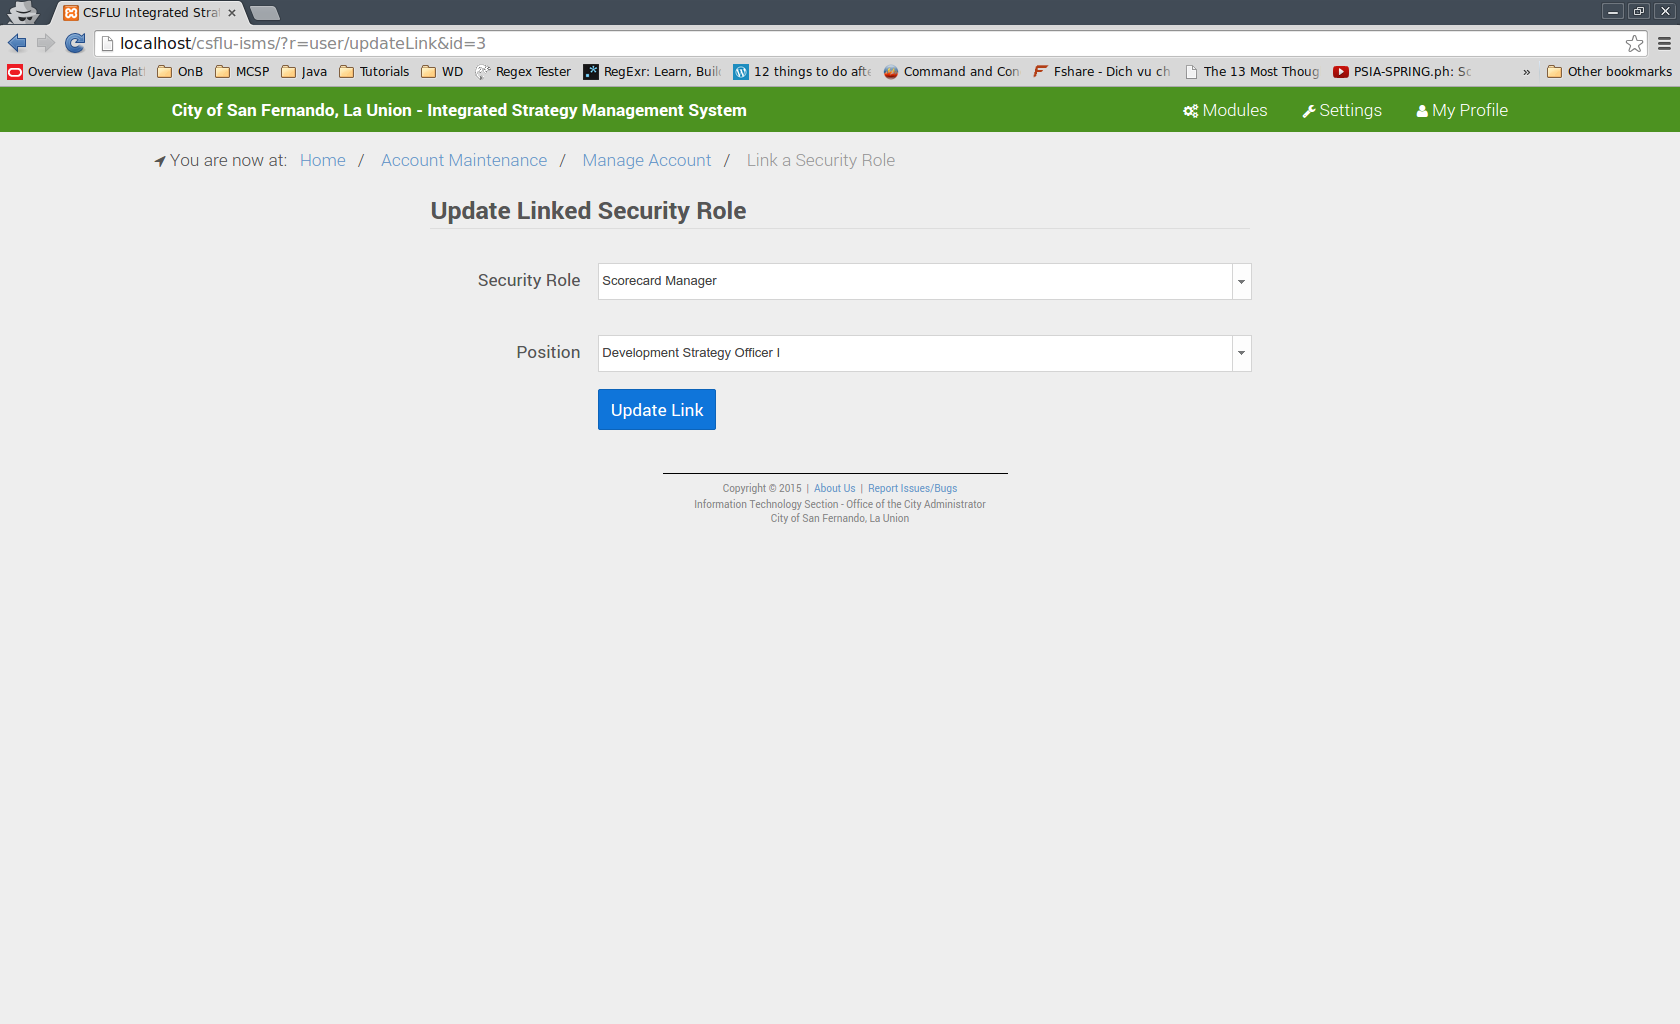 CSFLU Integrated Stra
localhost/csflu-isms/?r=user/updateLink&id=3
Overview (Java Plat OnB MCSP Java Tutorials WD Regex Tester RegExr: Learn, Buil 12 things to do afte Command and Con Fshare - Dich vu ch The 13 Most Thoug PSIA-SPRING.ph: Sc » Other bookmarks
City of San Fernando, La Union - Integrated Strategy Management System Modules Settings My Profile
You are now at: Home / Account Maintenance / Manage Account / Link a Security Role
Update Linked Security Role
Security Role Scorecard Manager
Position Development Strategy Officer I
Update Link
Copyright © 2015 | About Us | Report Issues/Bugs
Information Technology Section - Office of the City Administrator
City of San Fernando, La Union